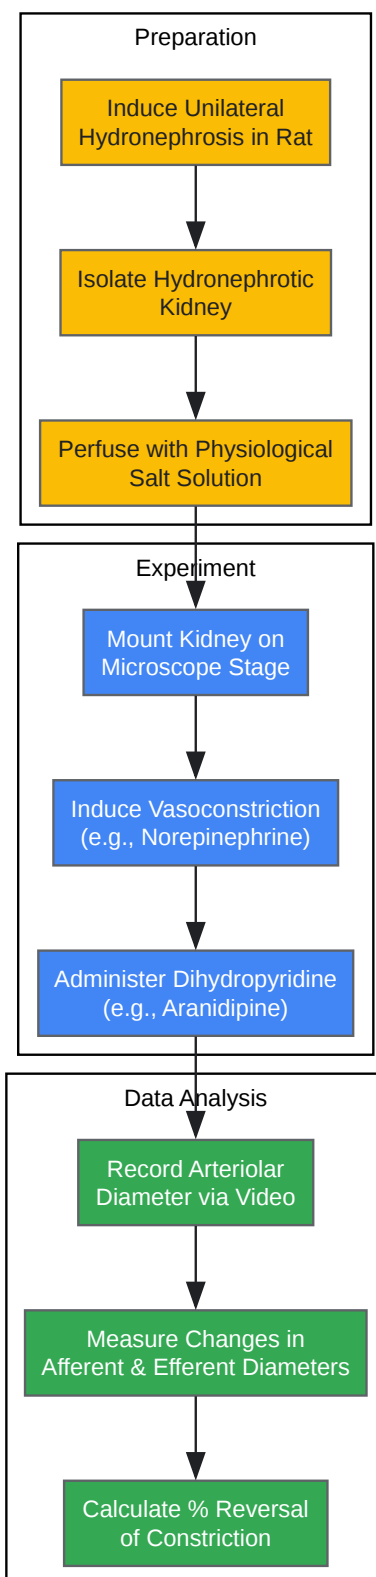 Preparation
Induce Unilateral
Hydronephrosis in Rat
Isolate Hydronephrotic
Kidney
Perfuse with Physiological
Salt Solution
Experiment
Mount Kidney on
Microscope Stage
Induce Vasoconstriction
(e.g., Norepinephrine)
Administer Dihydropyridine
(e.g., Aranidipine)
Data Analysis
Record Arteriolar
Diameter via Video
Measure Changes in
Afferent & Efferent Diameters
Calculate % Reversal
of Constriction